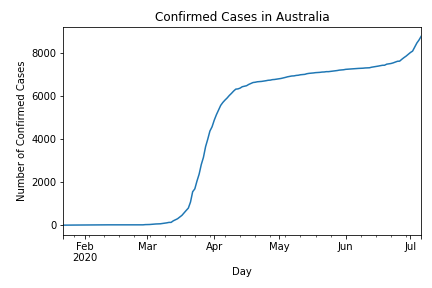 Confirmed Cases in Australia
Number of Confirmed Cases
8000
6000
4000
2000
0
Feb
2020
Mar
Apr
May
Jun
Jul
Day